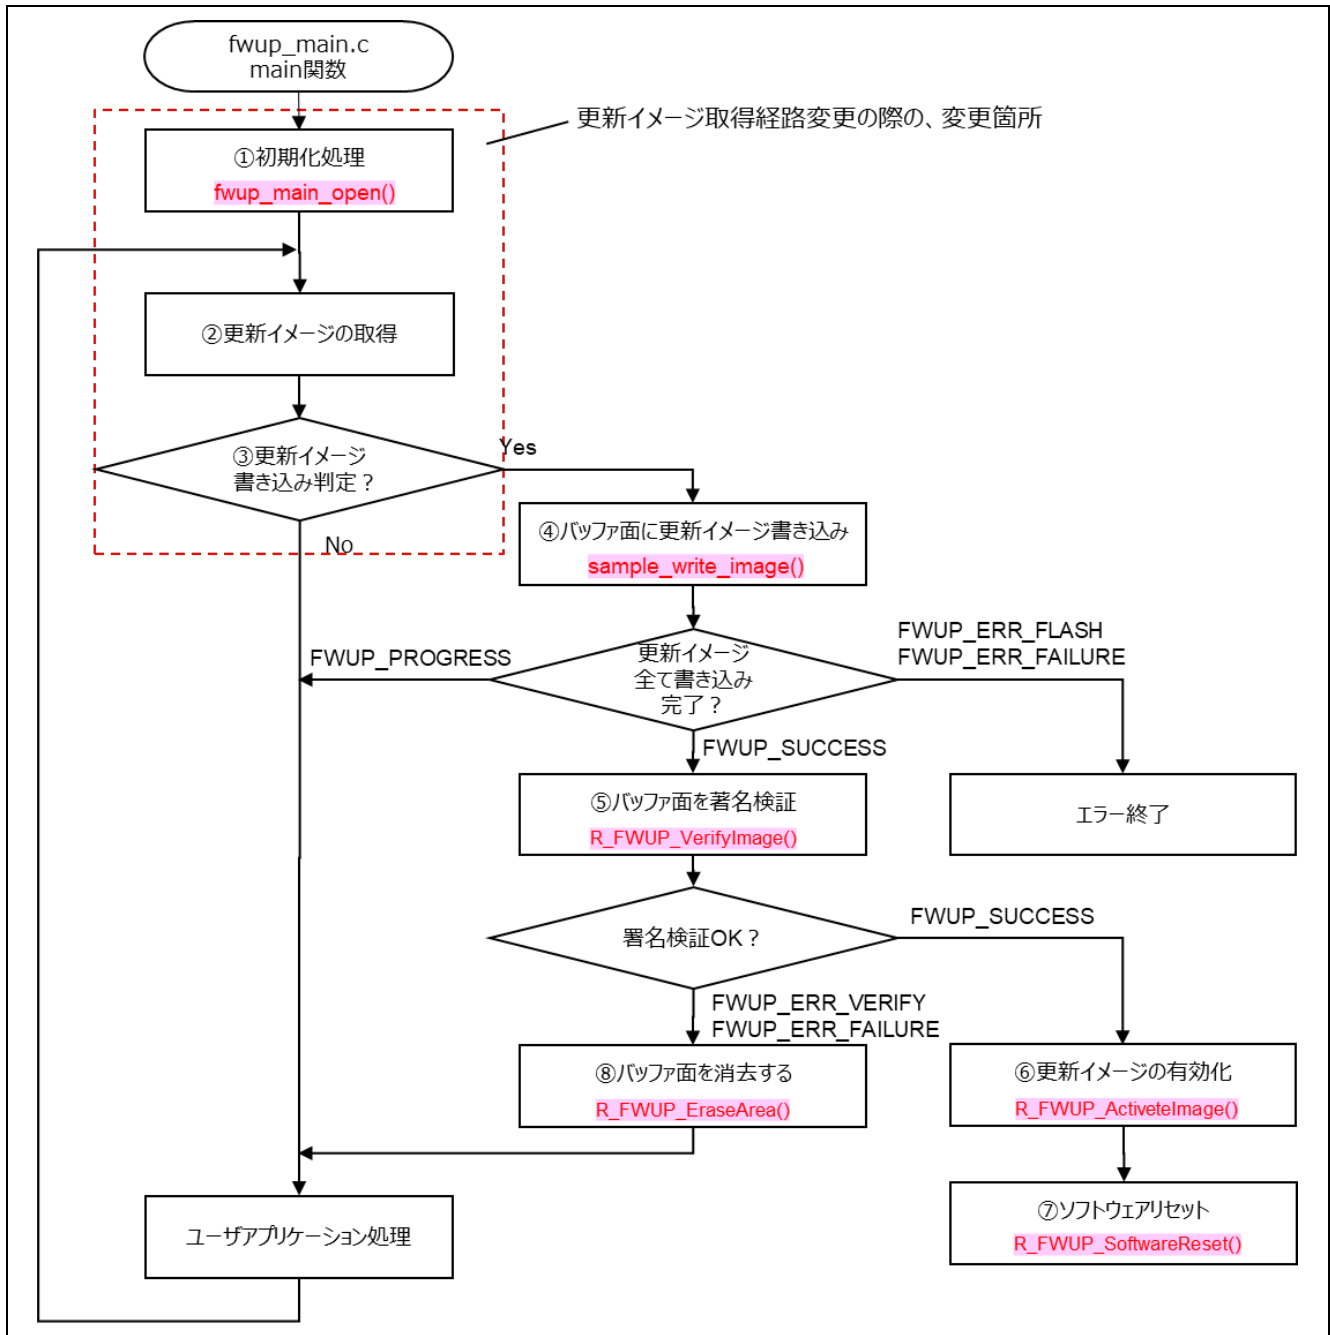 fwup_main.c
main関数
更新イメージ取得経路変更の際の、変更箇所
①初期化処理
fwup_main_open()
②更新イメージの取得
③更新イメージ
書き込み判定？
Yes
No
④バッファ面に更新イメージ書き込み
sample_write_image()
更新イメージ
全て書き込み
完了？
FWUP_PROGRESS
FWUP_ERR_FLASH
FWUP_ERR_FAILURE
FWUP_SUCCESS
⑤バッファ面を著名検証
R_FWUP_VerifyImage()
エラー終了
署名検証OK？
FWUP_SUCCESS
FWUP_ERR_VERIFY
FWUP_ERR_FAILURE
⑧バッファ面を消去する
R_FWUP_EraseArea()
⑥更新イメージの有効化
R_FWUP_ActiveteImage()
⑦ソフトウェアリセット
R_FWUP_SoftwareReset()
ユーザアプリケーション処理